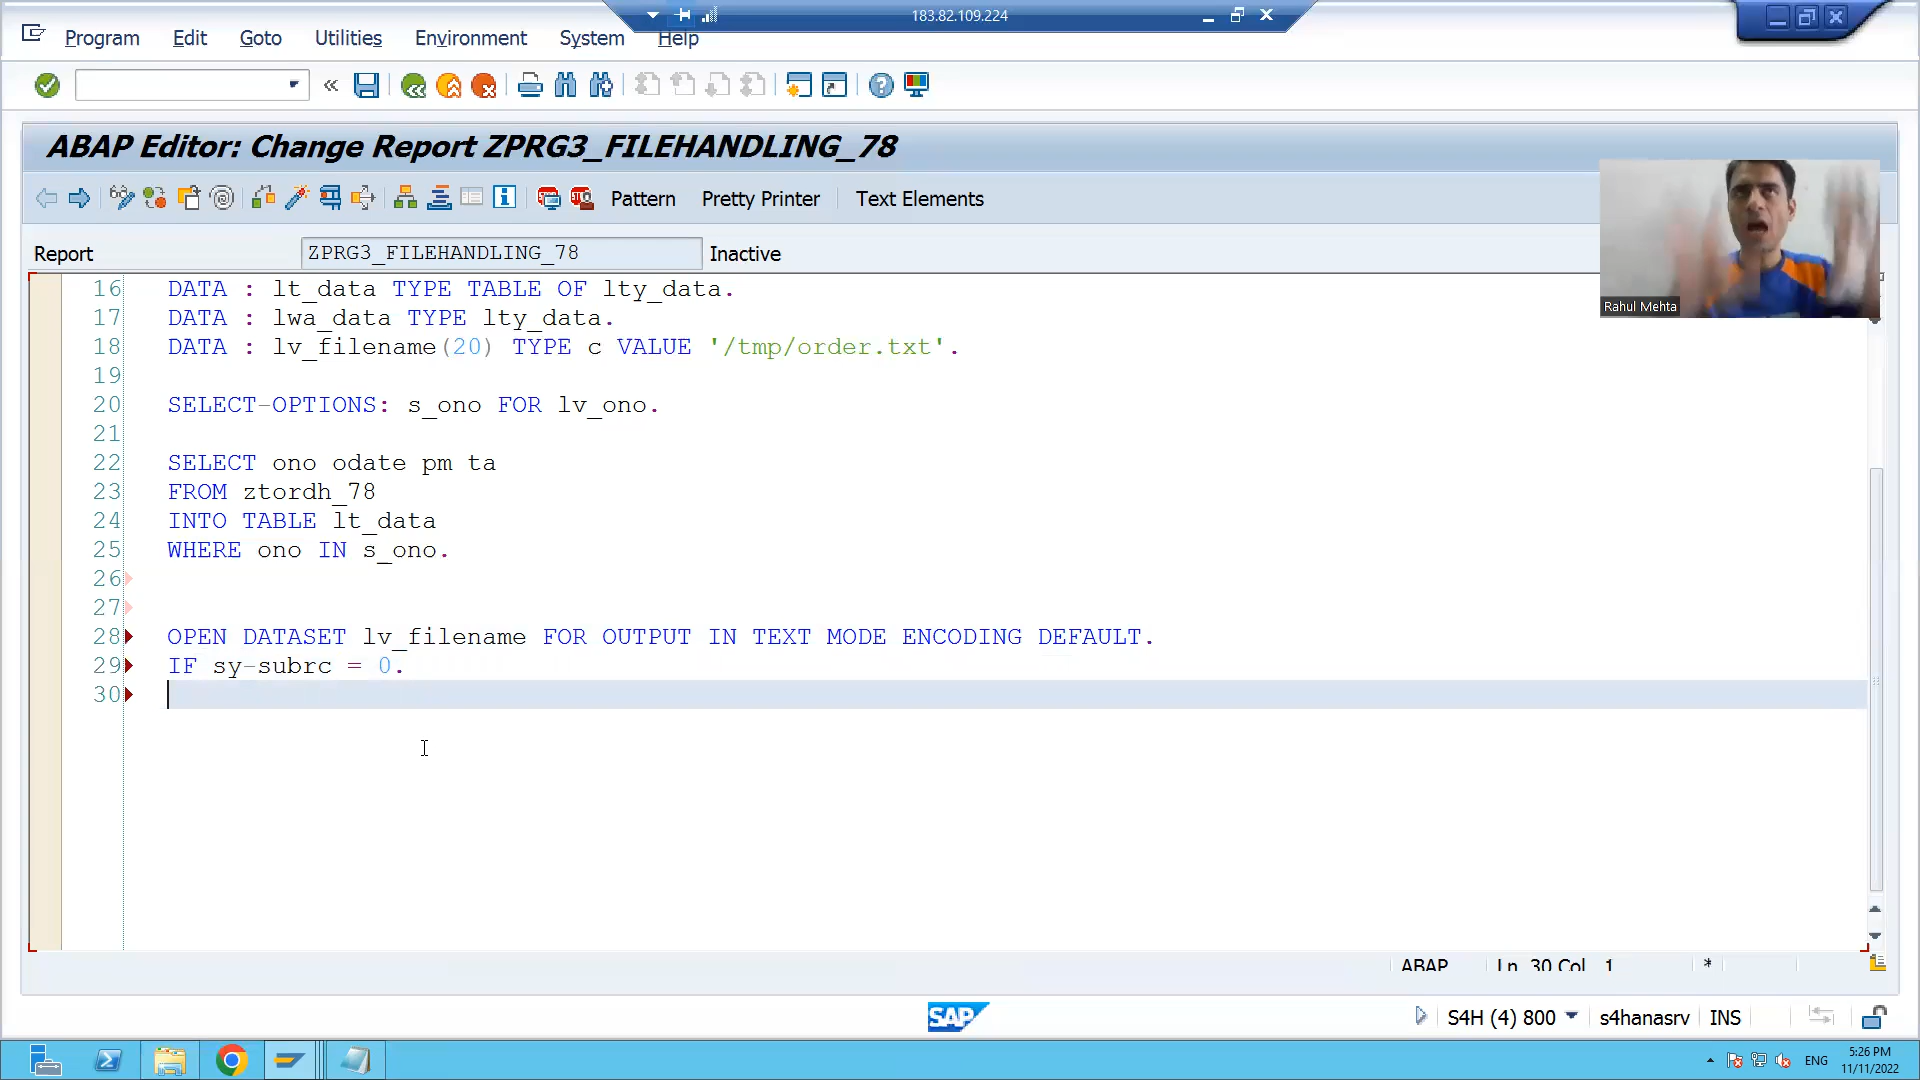 183.82.109.224
Program Edit Goto Utilities Environment System Help
ABAP Editor: Change Report ZPRG3_FILEHANDLING_78
Pattern Pretty Printer Text Elements
Report ZPRG3_FILEHANDLING_78 Inactive
Rahul Mehta
16 DATA : lt_data TYPE TABLE OF lty_data.
17 DATA : lwa_data TYPE lty_data.
18 DATA : lv_filename(20) TYPE c VALUE '/tmp/order.txt'.
19
20 SELECT-OPTIONS: s_ono FOR lv_ono.
21
22 SELECT ono odate pm ta
23 FROM ztordh_78
24 INTO TABLE lt_data
25 WHERE ono IN s_ono.
26
27
28 OPEN DATASET lv_filename FOR OUTPUT IN TEXT MODE ENCODING DEFAULT.
29 IF sy-subrc = 0.
30
ABAP Ln 30 Col 1 *
SAP
S4H (4) 800 s4hanasrv INS
ENG
5:26 PM
11/11/2022